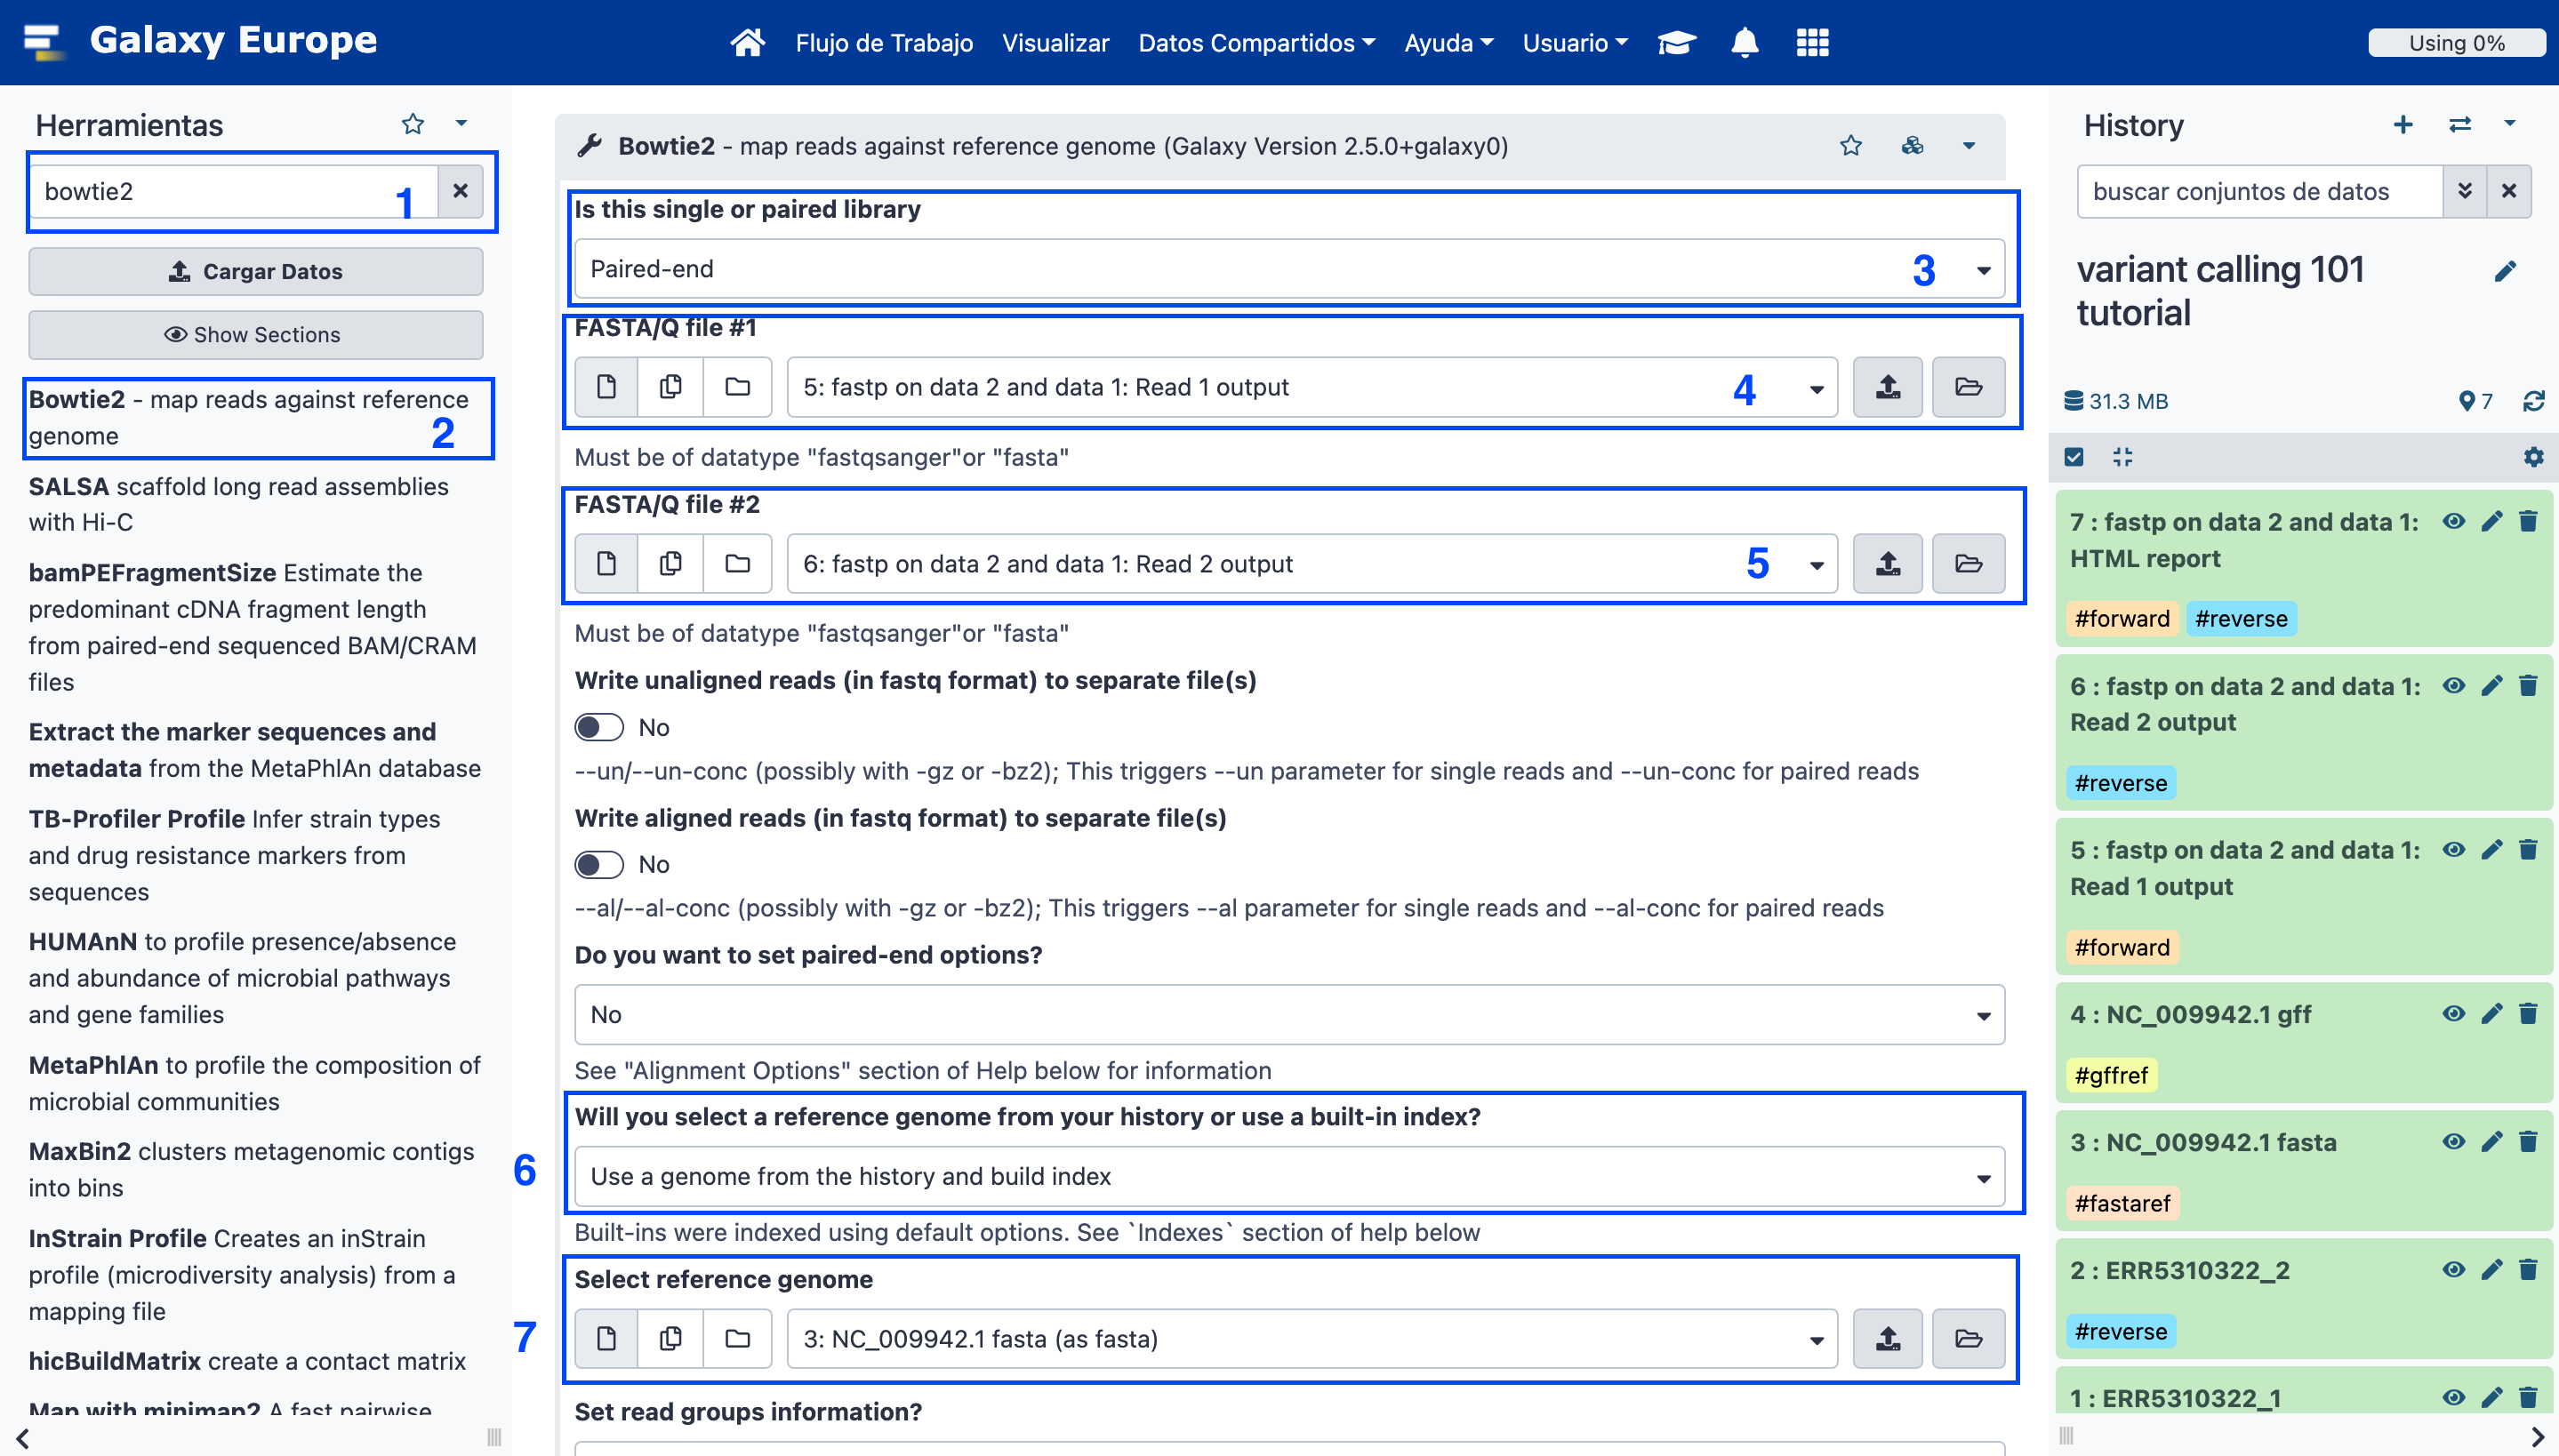 Galaxy Europe
Flujo de Trabajo
Visualizar
Datos Compartidos
Ayuda
Usuario
Using 0%
Herramientas
bowtie2
1
Cargar Datos
Show Sections
Bowtie2 - map reads against reference
genome
2
SALSA scaffold long read assemblies
with Hi-C
bamPEFragmentSize Estimate the
predominant cDNA fragment length
from paired-end sequenced BAM/CRAM
files
Extract the marker sequences and
metadata from the MetaPhlAn database
TB-Profiler Profile Infer strain types
and drug resistance markers from
sequences
HUMAnN to profile presence/absence
and abundance of microbial pathways
and gene families
MetaPhlAn to profile the composition of
microbial communities
MaxBin2 clusters metagenomic contigs
into bins
InStrain Profile Creates an inStrain
profile (microdiversity analysis) from a
mapping file
hicBuildMatrix create a contact matrix
Map with minimap2 A fast pairwise
Bowtie2 - map reads against reference genome (Galaxy Version 2.5.0+galaxy0)
Is this single or paired library
Paired-end
3
FASTA/Q file #1
5: fastp on data 2 and data 1: Read 1 output
4
Must be of datatype "fastqsanger"or "fasta"
FASTA/Q file #2
6: fastp on data 2 and data 1: Read 2 output
5
Must be of datatype "fastqsanger"or "fasta"
Write unaligned reads (in fastq format) to separate file(s)
No
--un/--un-conc (possibly with -gz or -bz2); This triggers --un parameter for single reads and --un-conc for paired reads
Write aligned reads (in fastq format) to separate file(s)
No
--al/--al-conc (possibly with -gz or -bz2); This triggers --al parameter for single reads and --al-conc for paired reads
Do you want to set paired-end options?
No
See "Alignment Options" section of Help below for information
Will you select a reference genome from your history or use a built-in index?
6
Use a genome from the history and build index
Built-ins were indexed using default options. See `Indexes` section of help below
Select reference genome
7
3: NC_009942.1 fasta (as fasta)
Set read groups information?
History
buscar conjuntos de datos
variant calling 101
tutorial
31.3 MB
7
7 : fastp on data 2 and data 1:
HTML report
#forward
#reverse
6 : fastp on data 2 and data 1:
Read 2 output
#reverse
5 : fastp on data 2 and data 1:
Read 1 output
#forward
4 : NC_009942.1 gff
#gffref
3 : NC_009942.1 fasta
#fastaref
2 : ERR5310322_2
#reverse
1 : ERR5310322_1